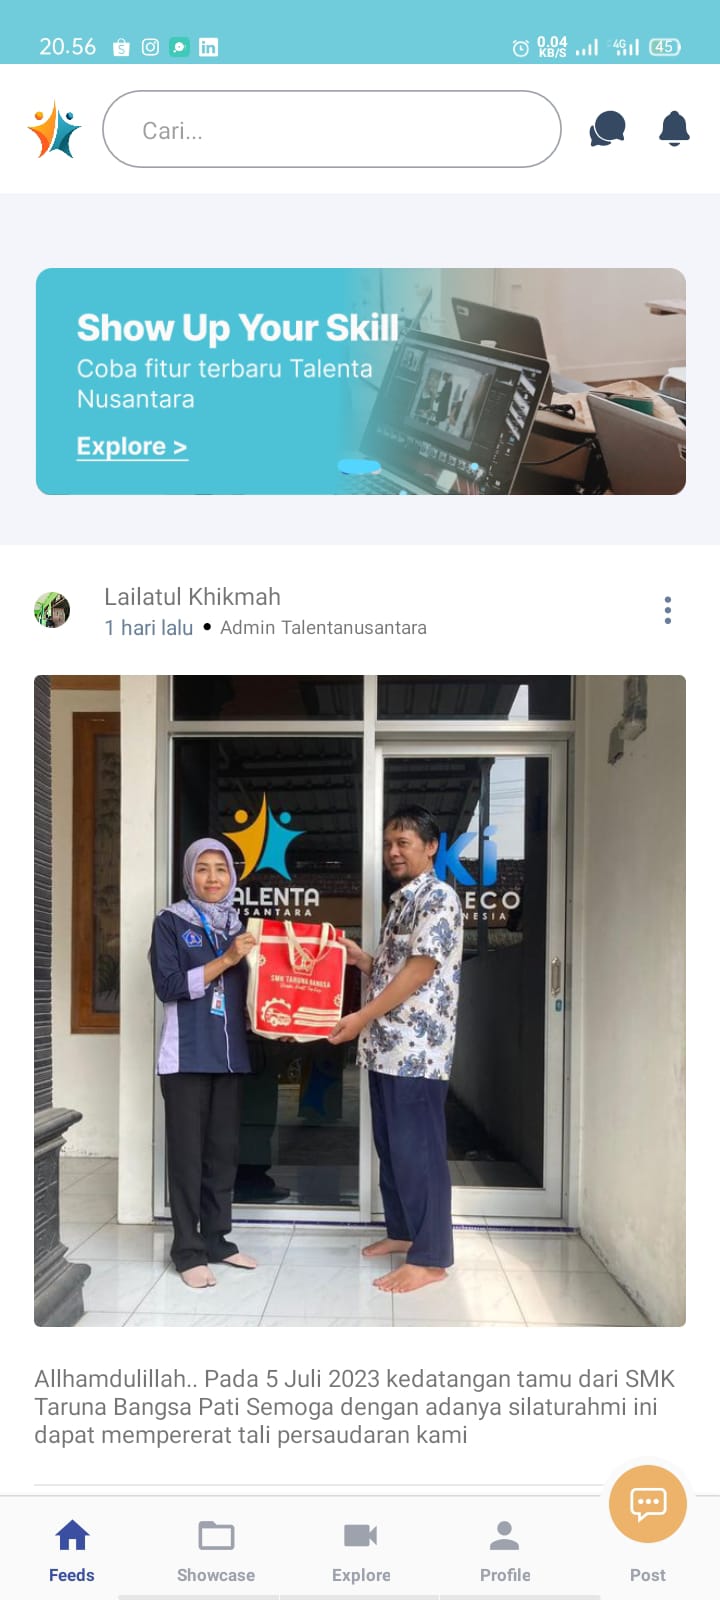 20.56
0.04
KB/S
4G
45
Cari...
Show Up Your Skill
Coba fitur terbaru Talenta
Nusantara
Explore >
Lailatul Khikmah
1 hari lalu • Admin Talentanusantara
ALENTA
USANTARA
Ki
ECO
NESIA
SMK TARUNA BANGSA
Allhamdulillah.. Pada 5 Juli 2023 kedatangan tamu dari SMK
Taruna Bangsa Pati Semoga dengan adanya silaturahmi ini
dapat mempererat tali persaudaran kami
Feeds
Showcase
Explore
Profile
Post